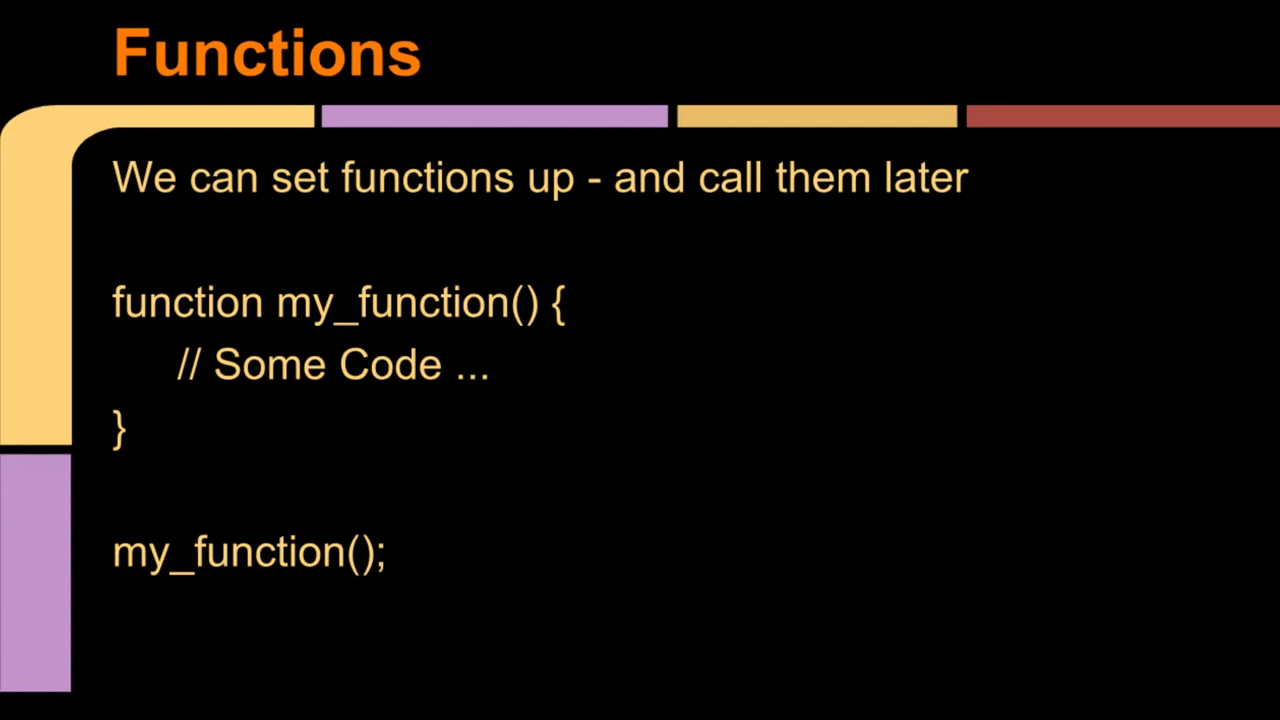 Functions
We can set functions up - and call them later
function my_function() {
// Some Code ...
}
my_function();